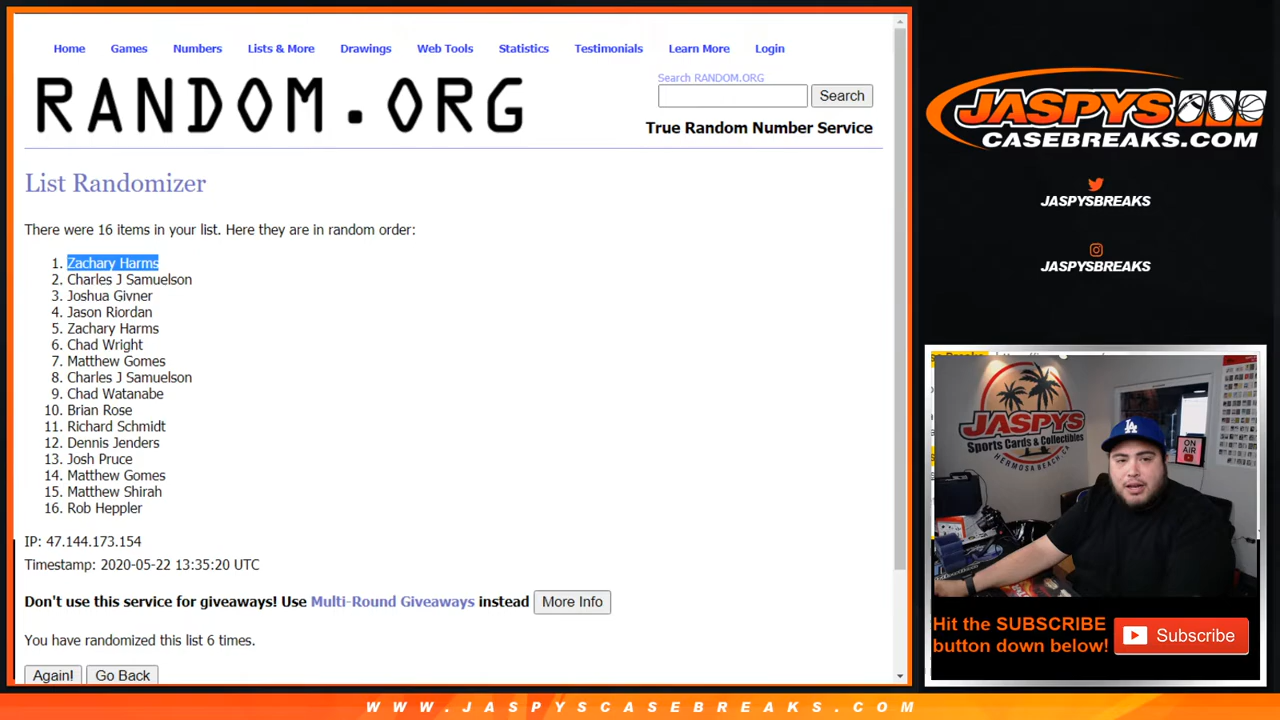 Home Games Numbers Lists & More Drawings Web Tools Statistics Testimonials Learn More Login
RANDOM.ORG
Search RANDOM.ORG
Search
True Random Number Service
List Randomizer
There were 16 items in your list. Here they are in random order:
1. Zachary Harms
2. Charles J Samuelson
3. Joshua Givner
4. Jason Riordan
5. Zachary Harms
6. Chad Wright
7. Matthew Gomes
8. Charles J Samuelson
9. Chad Watanabe
10. Brian Rose
11. Richard Schmidt
12. Dennis Jenders
13. Josh Pruce
14. Matthew Gomes
15. Matthew Shirah
16. Rob Heppler
IP: 47.144.173.154
Timestamp: 2020-05-22 13:35:20 UTC
Don't use this service for giveaways! Use Multi-Round Giveaways instead More Info
You have randomized this list 6 times.
Again! Go Back
JASPYS
CASEBREAKS.COM
JASPYSBREAKS
JASPYSBREAKS
JASPYS
Sports Cards & Collectibles
HERMOSA BEACH, CA
ON
AIR
LA
Hit the SUBSCRIBE
button down below!
Subscribe
WWW.JASPYSCASEBREAKS.COM